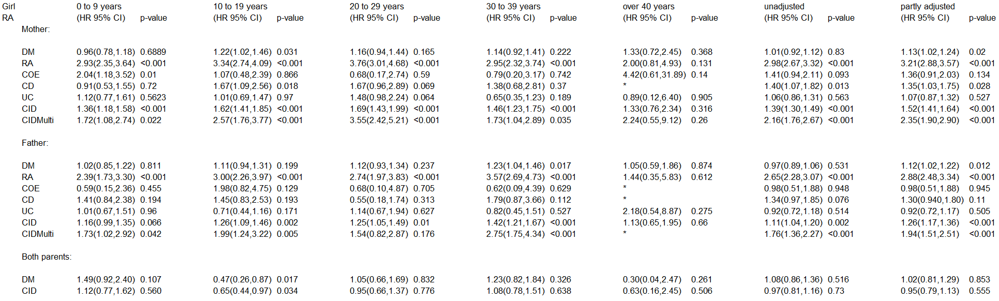 Girl 0 to 9 years 10 to 19 years 20 to 29 years 30 to 39 years over 40 years unadjusted partly adjusted
RA (HR 95% CI) p-value (HR 95% CI) p-value (HR 95% CI) p-value (HR 95% CI) p-value (HR 95% CI) p-value (HR 95% CI) p-value (HR 95% CI) p-value
Mother:
DM 0.96(0.78,1.18) 0.6889 1.22(1.02,1.46) 0.031 1.16(0.94,1.44) 0.165 1.14(0.92,1.41) 0.222 1.33(0.72,2.45) 0.368 1.01(0.92,1.12) 0.83 1.13(1.02,1.24) 0.02
RA 2.93(2.35,3.64) <0.001 3.34(2.74,4.09) <0.001 3.76(3.01,4.68) <0.001 2.95(2.32,3.74) <0.001 2.00(0.81,4.93) 0.131 2.98(2.67,3.32) <0.001 3.21(2.88,3.57) <0.001
COE 2.04(1.18,3.52) 0.01 1.07(0.48,2.39) 0.866 0.68(0.17,2.74) 0.59 0.79(0.20,3.17) 0.742 4.42(0.61,31.89) 0.14 1.41(0.94,2.11) 0.093 1.36(0.91,2.03) 0.134
CD 0.91(0.53,1.55) 0.72 1.67(1.09,2.56) 0.018 1.67(0.96,2.89) 0.069 1.38(0.68,2.81) 0.37 * 1.40(1.07,1.82) 0.013 1.35(1.03,1.75) 0.028
UC 1.12(0.77,1.61) 0.5623 1.01(0.69,1.47) 0.97 1.48(0.98,2.24) 0.064 0.65(0.35,1.23) 0.189 0.89(0.12,6.40) 0.905 1.06(0.86,1.31) 0.563 1.07(0.87,1.32) 0.527
CID 1.36(1.18,1.58) <0.001 1.62(1.41,1.85) <0.001 1.69(1.43,1.99) <0.001 1.46(1.23,1.75) <0.001 1.33(0.76,2.34) 0.316 1.39(1.30,1.49) <0.001 1.52(1.41,1.64) <0.001
CIDMulti 1.72(1.08,2.74) 0.022 2.57(1.76,3.77) <0.001 3.55(2.42,5.21) <0.001 1.73(1.04,2.89) 0.035 2.24(0.55,9.12) 0.26 2.16(1.76,2.67) <0.001 2.35(1.90,2.90) <0.001
Father:
DM 1.02(0.85,1.22) 0.811 1.11(0.94,1.31) 0.199 1.12(0.93,1.34) 0.237 1.23(1.04,1.46) 0.017 1.05(0.59,1.86) 0.874 0.97(0.89,1.06) 0.531 1.12(1.02,1.22) 0.012
RA 2.39(1.73,3.30) <0.001 3.00(2.26,3.97) <0.001 2.74(1.97,3.83) <0.001 3.57(2.69,4.73) <0.001 1.44(0.35,5.83) 0.612 2.65(2.28,3.07) <0.001 2.88(2.48,3.34) <0.001
COE 0.59(0.15,2.36) 0.455 1.98(0.82,4.75) 0.129 0.68(0.10,4.87) 0.705 0.62(0.09,4.39) 0.629 * 0.98(0.51,1.88) 0.948 0.98(0.51,1.88) 0.945
CD 1.41(0.84,2.38) 0.194 1.45(0.83,2.53) 0.193 0.55(0.18,1.74) 0.313 1.79(0.87,3.66) 0.112 * 1.34(0.97,1.85) 0.076 1.30(0.940,1.80) 0.11
UC 1.01(0.67,1.51) 0.96 0.71(0.44,1.16) 0.171 1.14(0.67,1.94) 0.627 0.82(0.45,1.51) 0.527 2.18(0.54,8.87) 0.275 0.92(0.72,1.18) 0.514 0.92(0.72,1.17) 0.505
CID 1.16(0.99,1.35) 0.066 1.26(1.09,1.46) 0.002 1.25(1.05,1.49) 0.01 1.42(1.21,1.67) <0.001 1.13(0.65,1.95) 0.66 1.11(1.04,1.20) 0.002 1.26(1.17,1.36) <0.001
CIDMulti 1.73(1.02,2.92) 0.042 1.99(1.24,3.22) 0.005 1.54(0.82,2.87) 0.176 2.75(1.75,4.34) <0.001 * 1.76(1.36,2.27) <0.001 1.94(1.51,2.51) <0.001
Both parents:
DM 1.49(0.92,2.40) 0.107 0.47(0.26,0.87) 0.017 1.05(0.66,1.69) 0.832 1.23(0.82,1.84) 0.326 0.30(0.04,2.47) 0.261 1.08(0.86,1.36) 0.516 1.02(0.81,1.29) 0.853
CID 1.12(0.77,1.62) 0.560 0.65(0.44,0.97) 0.034 0.95(0.66,1.37) 0.776 1.08(0.78,1.51) 0.638 0.63(0.16,2.45) 0.506 0.97(0.81,1.16) 0.73 0.95(0.79,1.13) 0.555